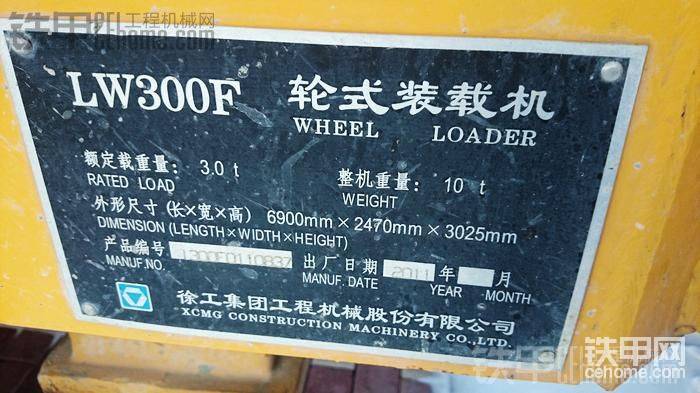 铁甲工程机械网
cehome.com
LW300F 轮式装载机
WHEEL LOADER
额定载重量: 3.0 t 整机重量: 10 t
RATED LOAD WEIGHT
外形尺寸 (长×宽×高) 6900mm×2470mm×3025mm
DIMENSION (LENGTH×WIDTH×HEIGHT)
产品编号 出厂日期 2011 年 月
MANUF.NO. MANUF.DATE YEAR MONTH
徐工集团工程机械股份有限公司
XCMG CONSTRUCTION MACHINERY CO.,LTD.
铁甲网
cehome.com